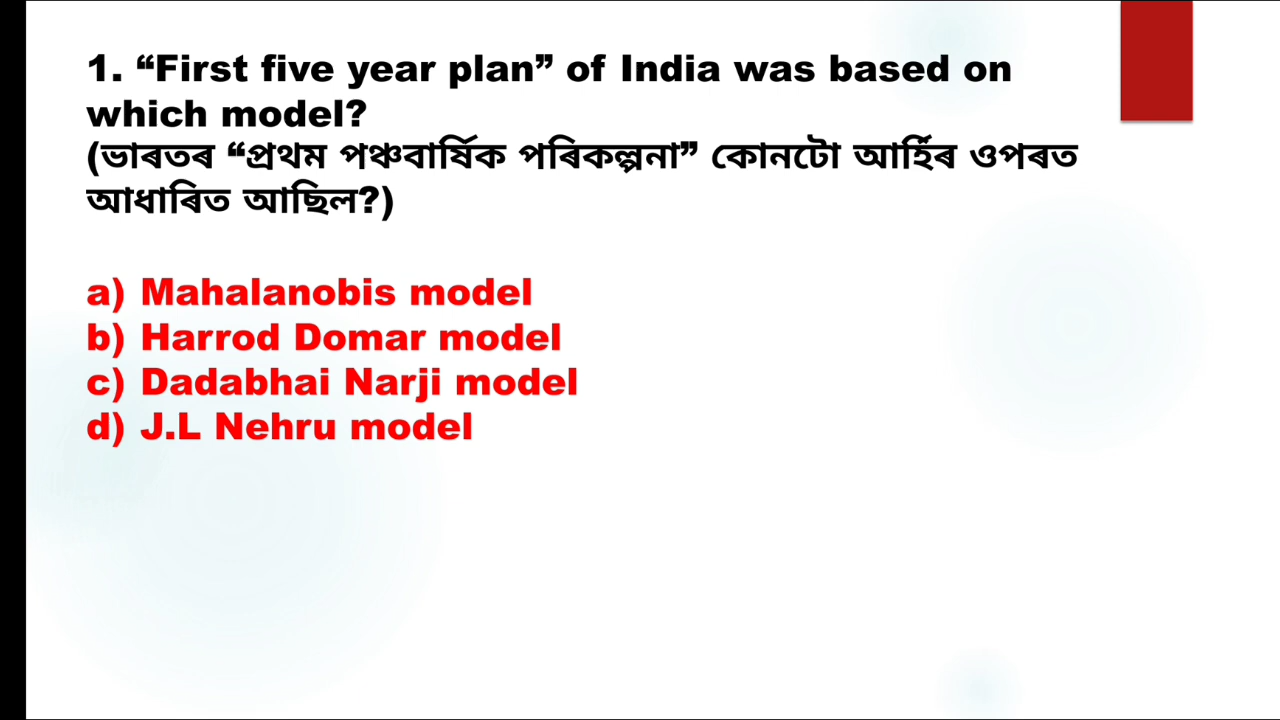 1. “First five year plan” of India was based on
which model?
(ভাৰতৰ “প্ৰথম পঞ্চবাৰ্ষিক পৰিকল্পনা” কোনটো আৰ্হিৰ ওপৰত
আধাৰিত আছিল?)
a) Mahalanobis model
b) Harrod Domar model
c) Dadabhai Narji model
d) J.L Nehru model